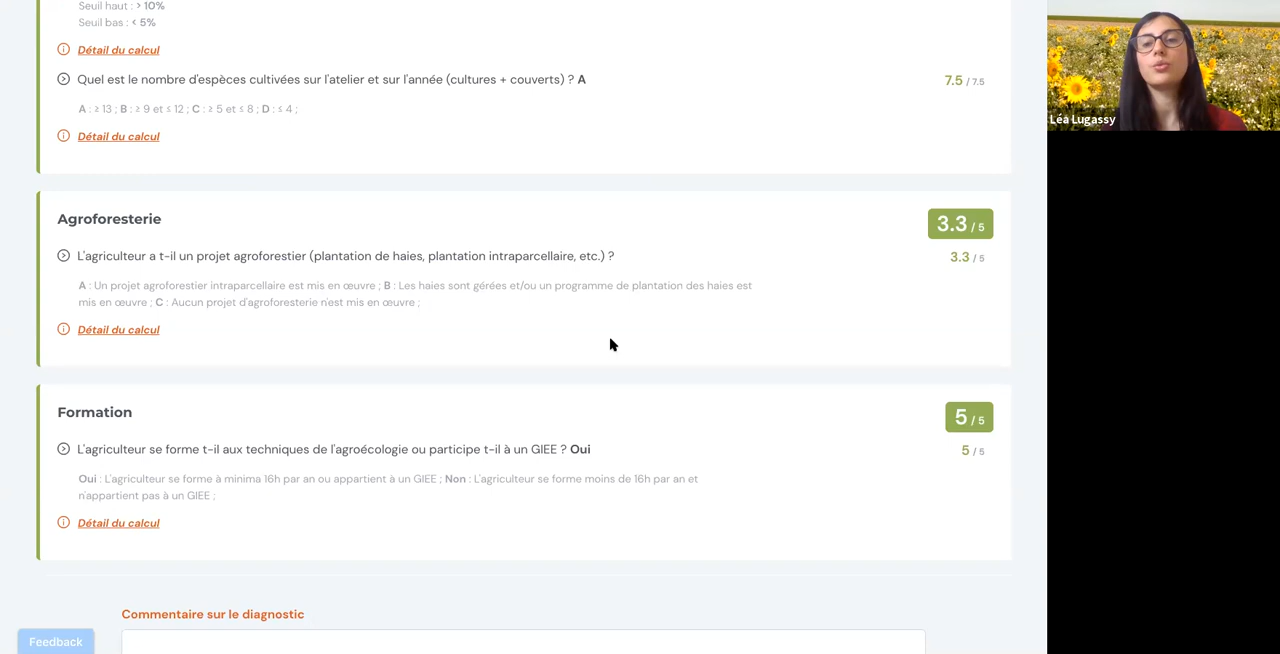 Seuil haut : > 10%
Seuil bas : < 5%
Détail du calcul
Quel est le nombre d'espèces cultivées sur l'atelier et sur l'année (cultures + couverts) ? A
7.5 / 7.5
A : ≥ 13 ; B : ≥ 9 et ≤ 12 ; C : ≥ 5 et ≤ 8 ; D : ≤ 4 ;
Détail du calcul
Agroforesterie
3.3 / 5
L'agriculteur a t-il un projet agroforestier (plantation de haies, plantation intraparcellaire, etc.) ?
3.3 / 5
A : Un projet agroforestier intraparcellaire est mis en œuvre ; B : Les haies sont gérées et/ou un programme de plantation des haies est
mis en œuvre ; C : Aucun projet d'agroforesterie n'est mis en œuvre ;
Détail du calcul
Formation
5 / 5
L'agriculteur se forme t-il aux techniques de l'agroécologie ou participe t-il à un GIEE ? Oui
5 / 5
Oui : L'agriculteur se forme à minima 16h par an ou appartient à un GIEE ; Non : L'agriculteur se forme moins de 16h par an et
n'appartient pas à un GIEE ;
Détail du calcul
Commentaire sur le diagnostic
Feedback
Léa Lugassy